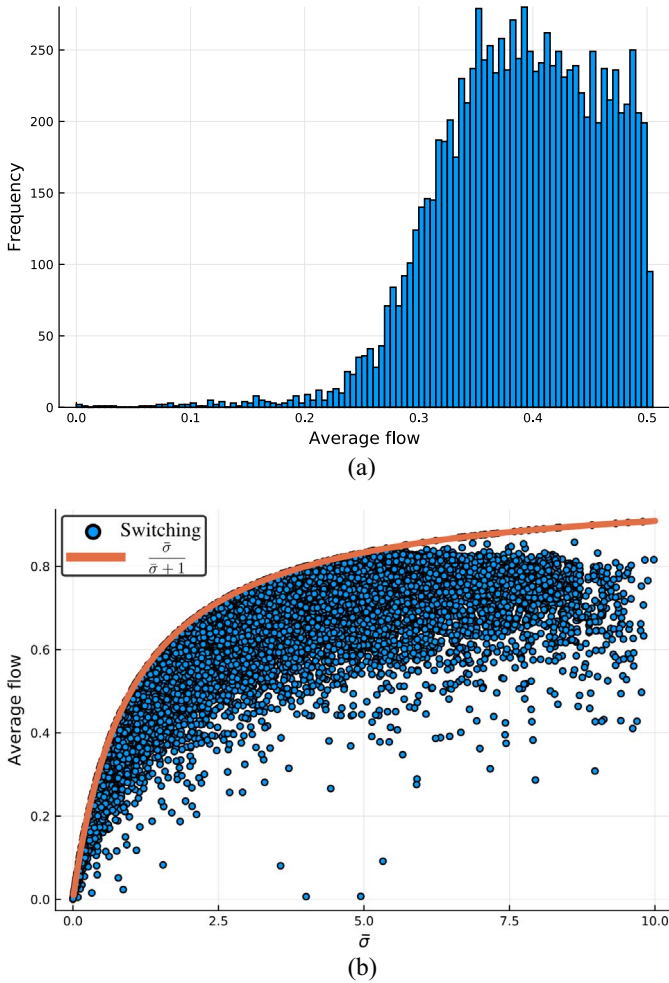 250
200
150
100
50
0
Frequency
0.0 0.1 0.2 0.3 0.4 0.5
Average flow
(a)
Switching
σ̄
σ̄ + 1
0.8
0.6
0.4
0.2
0.0
Average flow
0.0 2.5 5.0 7.5 10.0
σ̄
(b)